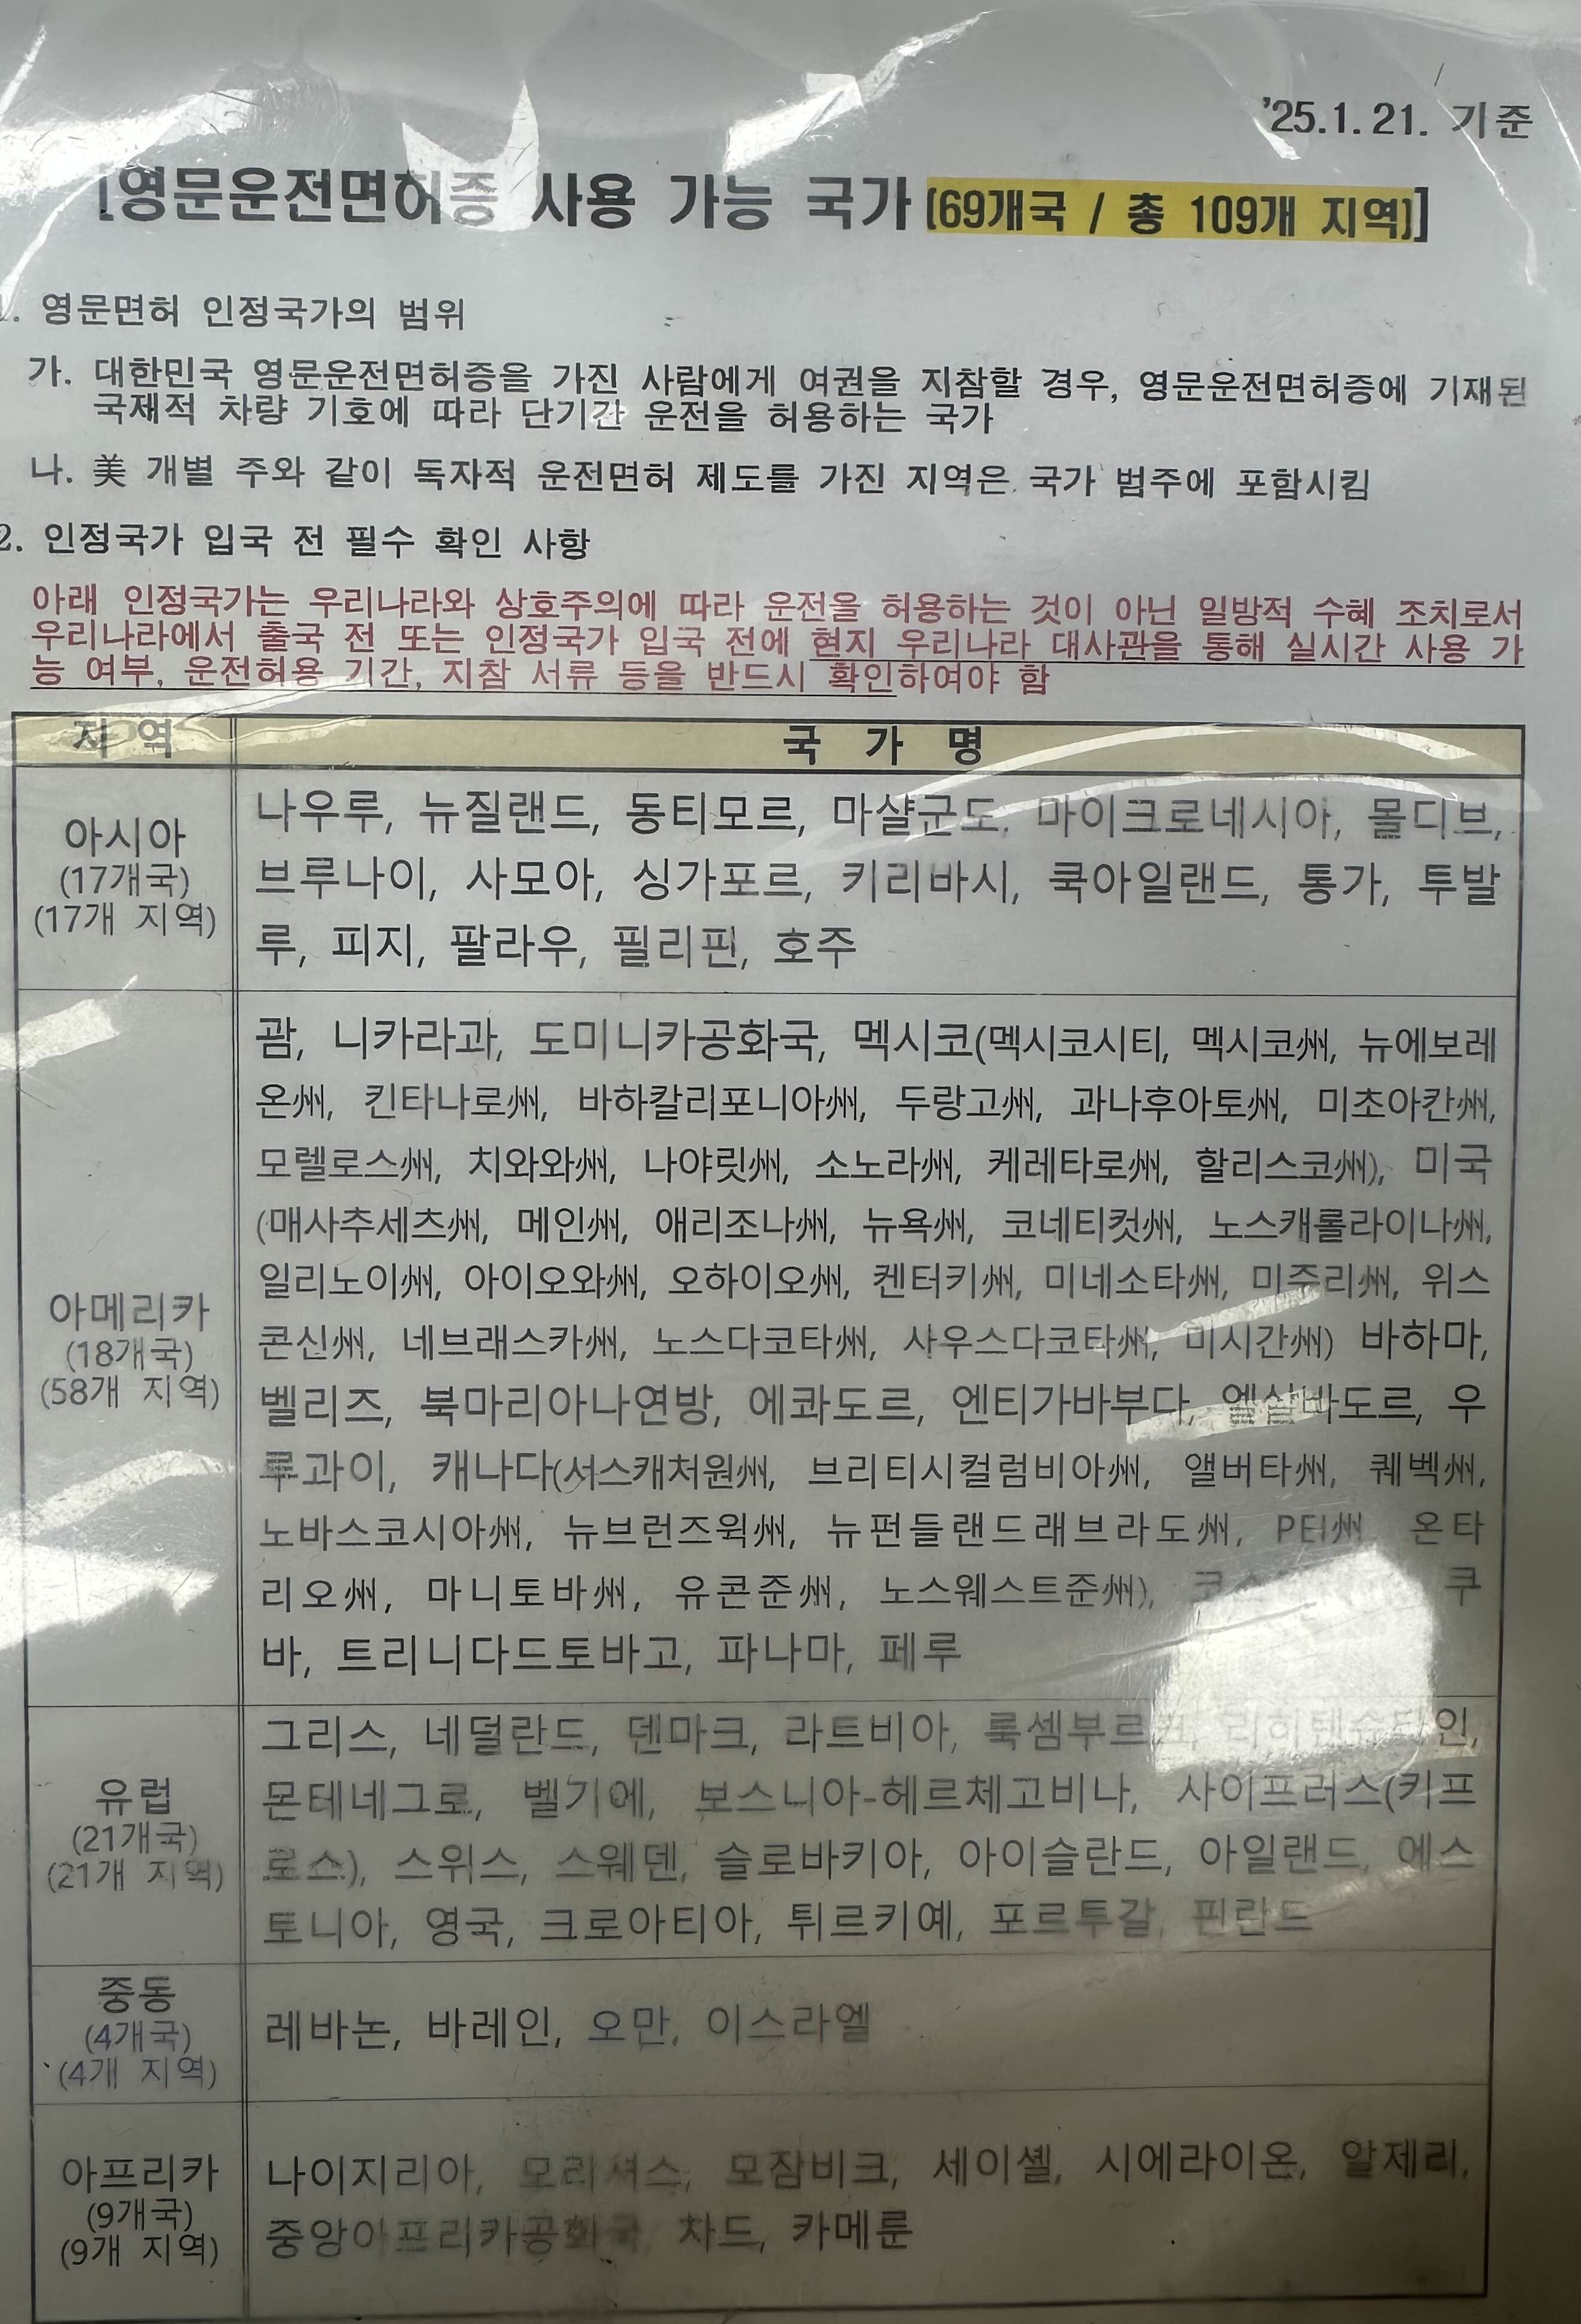 '25.1.21. 기준
[영문운전면허증 사용 가능 국가(69개국 / 총 109개 지역)]
1. 영문면허 인정국가의 범위
가. 대한민국 영문운전면허증을 가진 사람에게 여권을 지참할 경우, 영문운전면허증에 기재된
국제적 차량 기호에 따라 단기간 운전을 허용하는 국가
나. 美 개별 주와 같이 독자적 운전면허 제도를 가진 지역은 국가 범주에 포함시킴
2. 인정국가 입국 전 필수 확인 사항
아래 인정국가는 우리나라와 상호주의에 따라 운전을 허용하는 것이 아닌 일방적 수혜 조치로서
우리나라에서 출국 전 또는 인정국가 입국 전에 현지 우리나라 대사관을 통해 실시간 사용 가
능 여부, 운전허용 기간, 지참 서류 등을 반드시 확인하여야 함
지 역 국 가 명
아시아
(17개국)
(17개 지역)
나우루, 뉴질랜드, 동티모르, 마샬군도, 마이크로네시아, 몰디브,
브루나이, 사모아, 싱가포르, 키리바시, 쿡아일랜드, 통가, 투발
루, 피지, 팔라우, 필리핀, 호주
아메리카
(18개국)
(58개 지역)
괌, 니카라과, 도미니카공화국, 멕시코(멕시코시티, 멕시코州, 뉴에보레
온州, 킨타나로州, 바하칼리포니아州, 두랑고州, 과나후아토州, 미초아칸州,
모렐로스州, 치와와州, 나야릿州, 소노라州, 케레타로州, 할리스코州), 미국
(매사추세츠州, 메인州, 애리조나州, 뉴욕州, 코네티컷州, 노스캐롤라이나州,
일리노이州, 아이오와州, 오하이오州, 켄터키州, 미네소타州, 미주리州, 위스
콘신州, 네브래스카州, 노스다코타州, 사우스다코타州, 미시간州) 바하마,
벨리즈, 북마리아나연방, 에콰도르, 엔티가바부다, 엘살바도르, 우
루과이, 캐나다(서스캐처원州, 브리티시컬럼비아州, 앨버타州, 퀘벡州,
노바스코시아州, 뉴브런즈윅州, 뉴펀들랜드래브라도州, PEI州 온타
리오州, 마니토바州, 유콘준州, 노스웨스트준州), 쿠
바, 트리니다드토바고, 파나마, 페루
유럽
(21개국)
(21개 지역)
그리스, 네덜란드, 덴마크, 라트비아, 룩셈부르크, 리히텐슈타인,
몬테네그로, 벨기에, 보스니아-헤르체고비나, 사이프러스(키프
로스), 스위스, 스웨덴, 슬로바키아, 아이슬란드, 아일랜드, 에스
토니아, 영국, 크로아티아, 튀르키예, 포르투갈, 핀란드
중동
(4개국)
(4개 지역)
레바논, 바레인, 오만, 이스라엘
아프리카
(9개국)
(9개 지역)
나이지리아, 모리셔스, 모잠비크, 세이셸, 시에라이온, 알제리,
중앙아프리카공화국, 차드, 카메룬